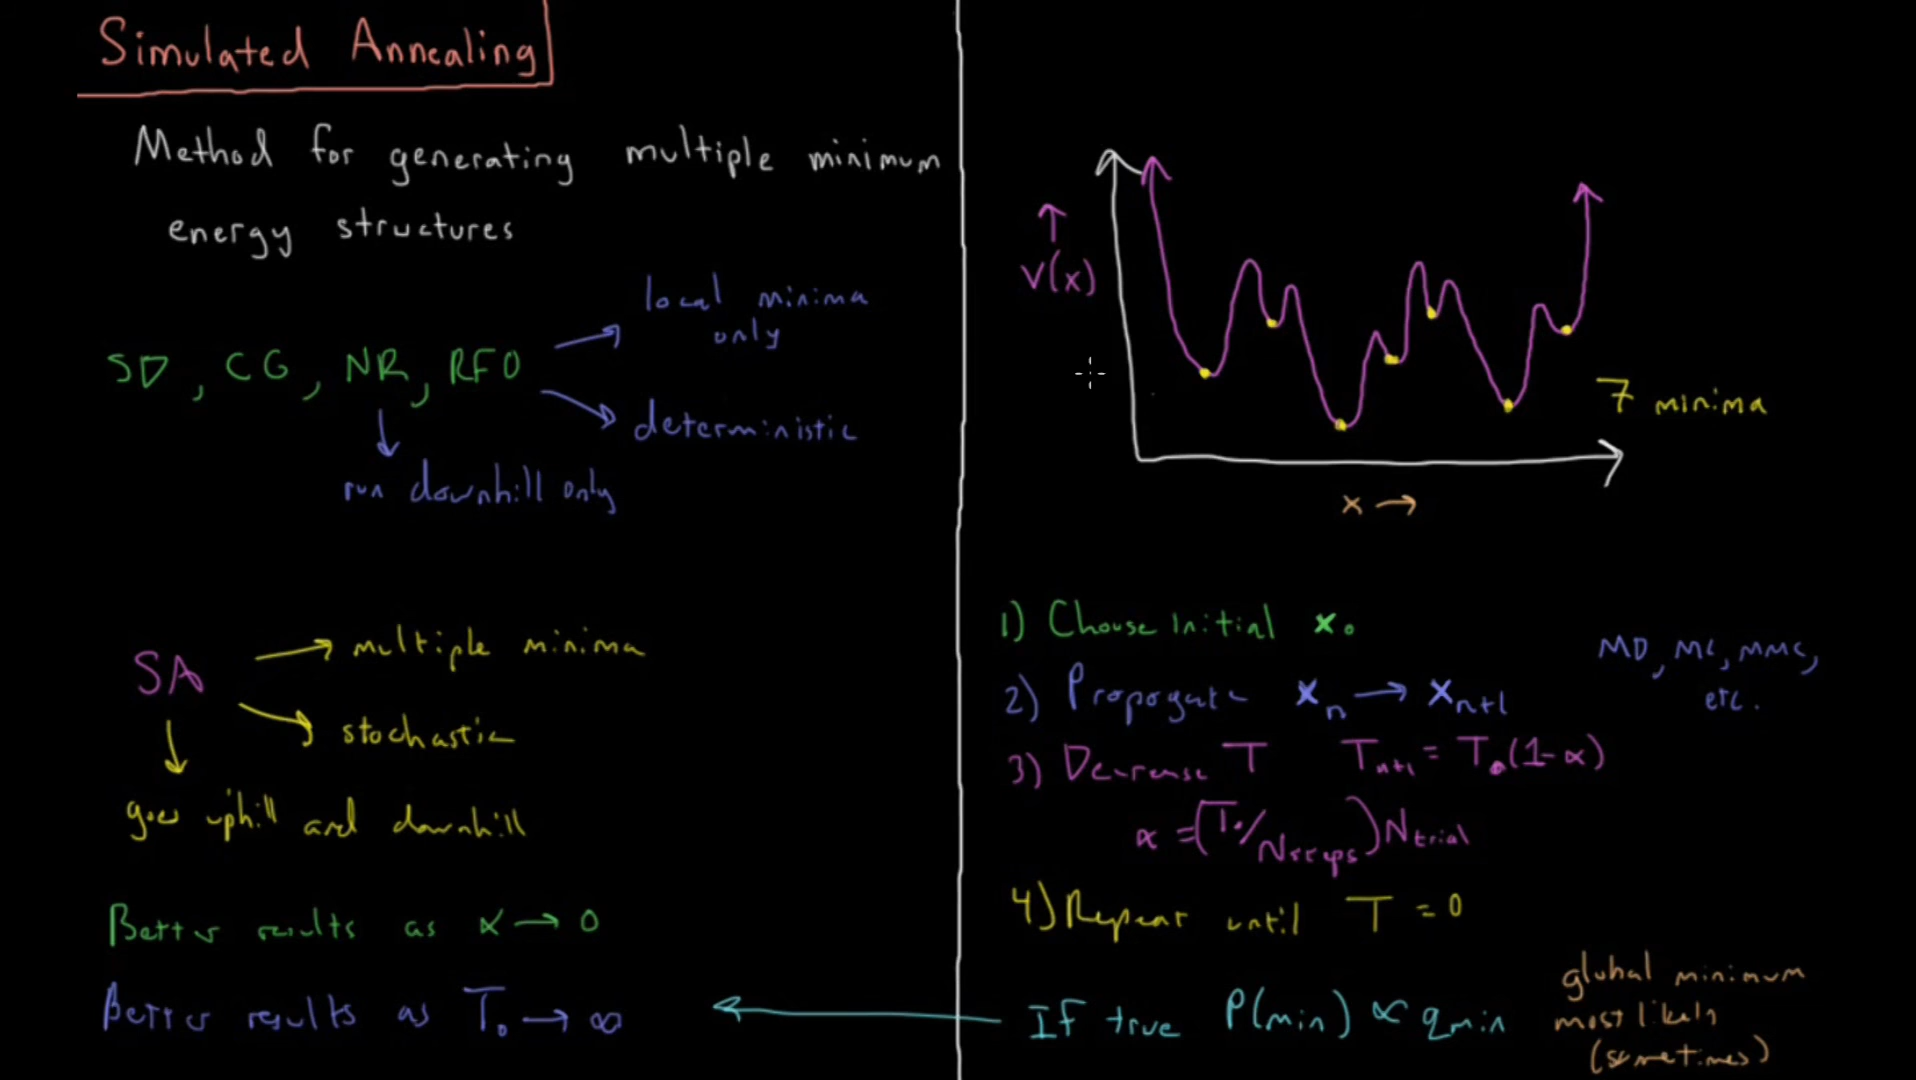 Simulated Annealing
Method for generating multiple minimum
energy structures
SD, CG, NR, RFO
local minima
only
deterministic
run downhill only
SA
multiple minima
stochastic
goes uphill and downhill
Better results as α → 0
Better results as T₀ → ∞
↑
V(x)
7 minima
x →
1) Choose initial x₀
2) Propogate xₙ → xₙ₊₁
MD, MC, MMC,
etc.
3) Decrease T Tₙ₊₁ = T₀(1-α)
α = (T₀/Nsteps)Ntrial
4) Repeat until T = 0
If true P(min) ∝ qmin
global minimum
most likely
(sometimes)